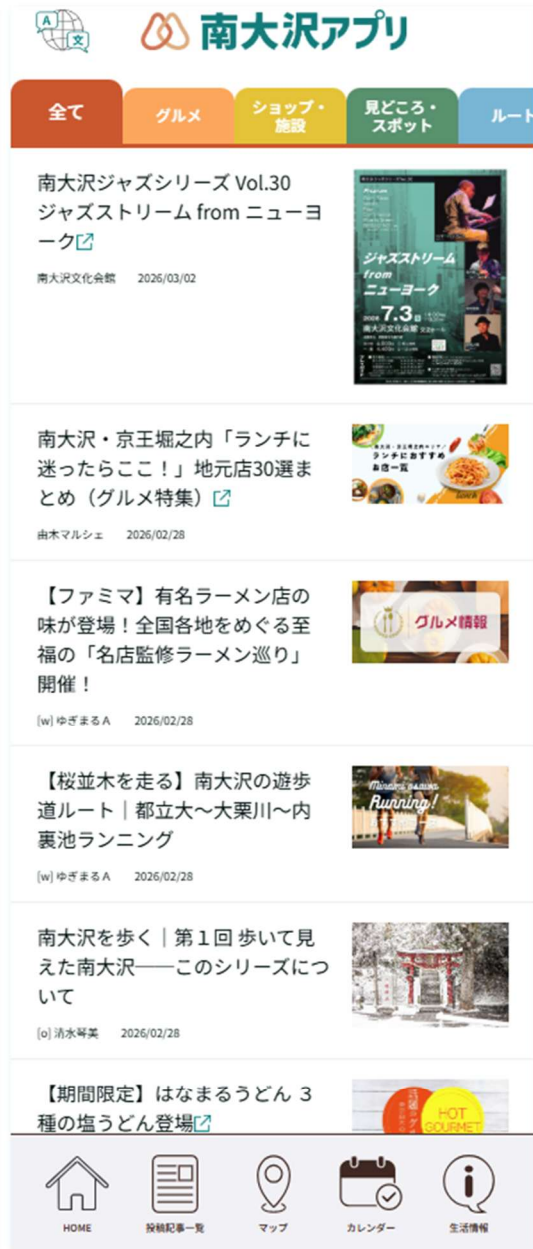 A
文
南大沢アプリ
全て
グルメ
ショップ・
施設
見どころ・
スポット
ルート
南大沢ジャズシリーズ Vol.30
ジャズストリーム from ニューヨ
ーク
南大沢文化会館 2026/03/02
ジャズストリーム
from
ニューヨーク
2026 7.3
南大沢文化会館
南大沢・京王堀之内「ランチに
迷ったらここ！」地元店30選ま
とめ（グルメ特集）
由木マルシェ 2026/02/28
ランチにおすすめ
お店一覧
lunch
【ファミマ】有名ラーメン店の
味が登場！全国各地をめぐる至
福の「名店監修ラーメン巡り」
開催！
[w] ゆぎまるA 2026/02/28
グルメ情報
【桜並木を走る】南大沢の遊歩
道ルート｜都立大〜大栗川〜内
裏池ランニング
[w] ゆぎまるA 2026/02/28
Minami osawa
Running!
南大沢を歩く｜第１回 歩いて見
えた南大沢──このシリーズにつ
いて
[o] 清水琴美 2026/02/28
【期間限定】はなまるうどん ３
種の塩うどん登場
HOT
GOURMET
HOME
投稿記事一覧
マップ
カレンダー
生活情報